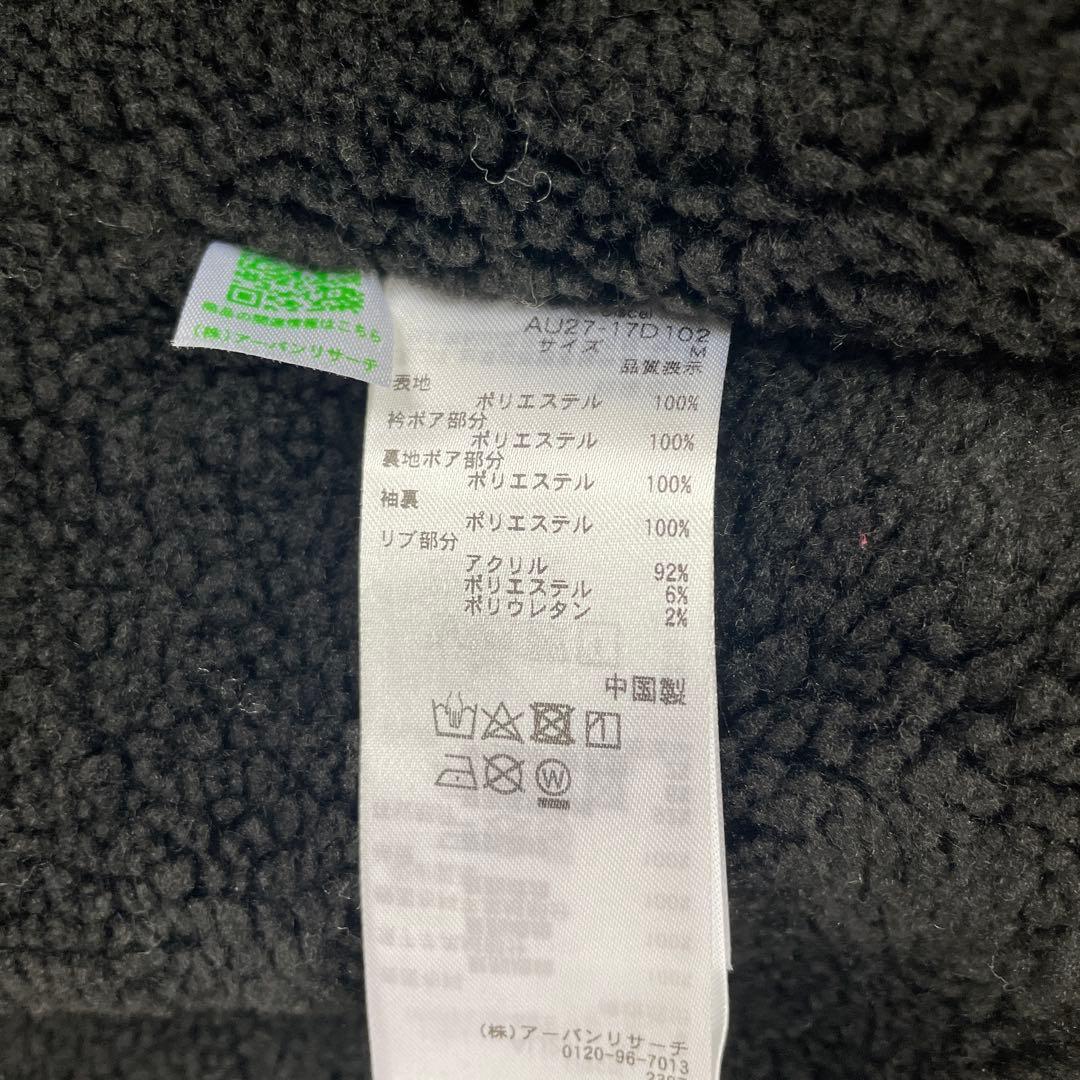 商品の関連情報はこちら
(株)アーバンリサーチ
AU27-17D102
サイズ M
品質表示
表地
ポリエステル 100%
衿ボア部分
ポリエステル 100%
裏地ボア部分
ポリエステル 100%
袖裏
ポリエステル 100%
リブ部分
アクリル 92%
ポリエステル 6%
ポリウレタン 2%
中国製
W
(株)アーバンリサーチ
0120-96-7013